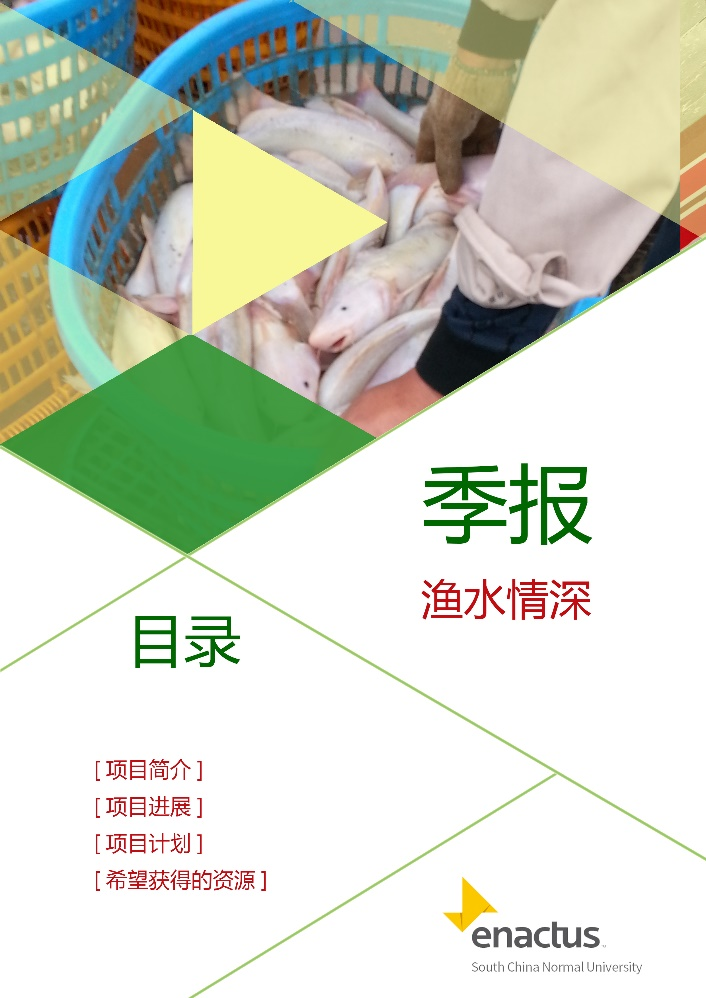 季报
渔水情深
目录
[ 项目简介 ]
[ 项目进展 ]
[ 项目计划 ]
[ 希望获得的资源 ]
enactus
South China Normal University